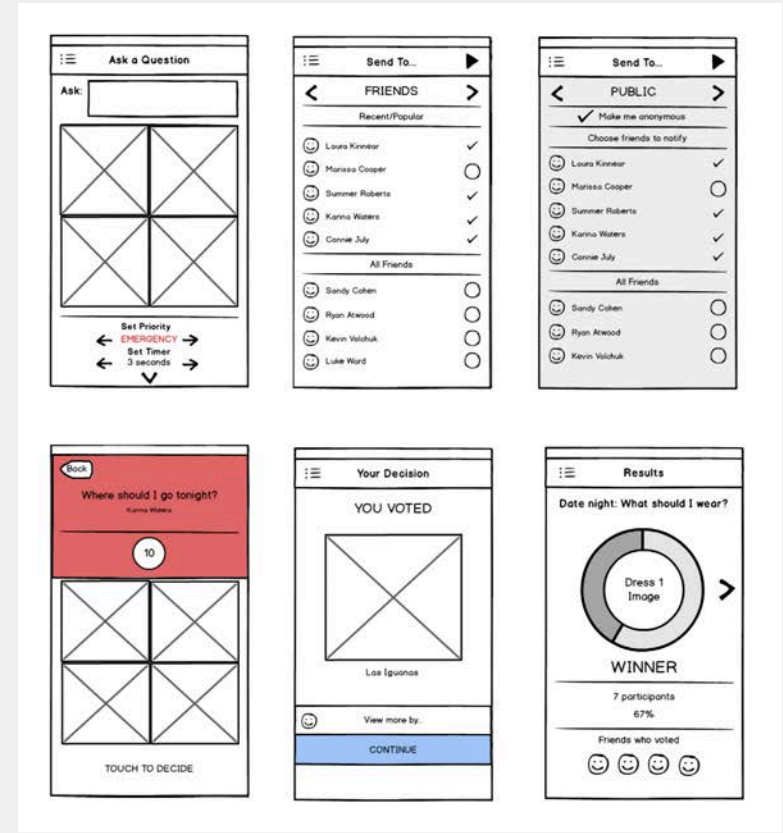 Ask a Question
Ask:
Set Priority
EMERGENCY
Set Timer
3 seconds
Send To...
FRIENDS
Recent/Popular
Laura Kinnear
Marissa Cooper
Summer Roberts
Karina Waters
Connie July
All Friends
Sandy Cohen
Ryan Atwood
Kevin Volchuk
Luke Ward
Send To...
PUBLIC
Make me anonymous
Choose friends to notify
Laura Kinnear
Marissa Cooper
Summer Roberts
Karina Waters
Connie July
All Friends
Sandy Cohen
Ryan Atwood
Kevin Volchuk
Back
Where should I go tonight?
Karina Waters
10
TOUCH TO DECIDE
Your Decision
YOU VOTED
Las Iguanas
View more by..
CONTINUE
Results
Date night: What should I wear?
Dress 1
Image
WINNER
7 participants
67%
Friends who voted